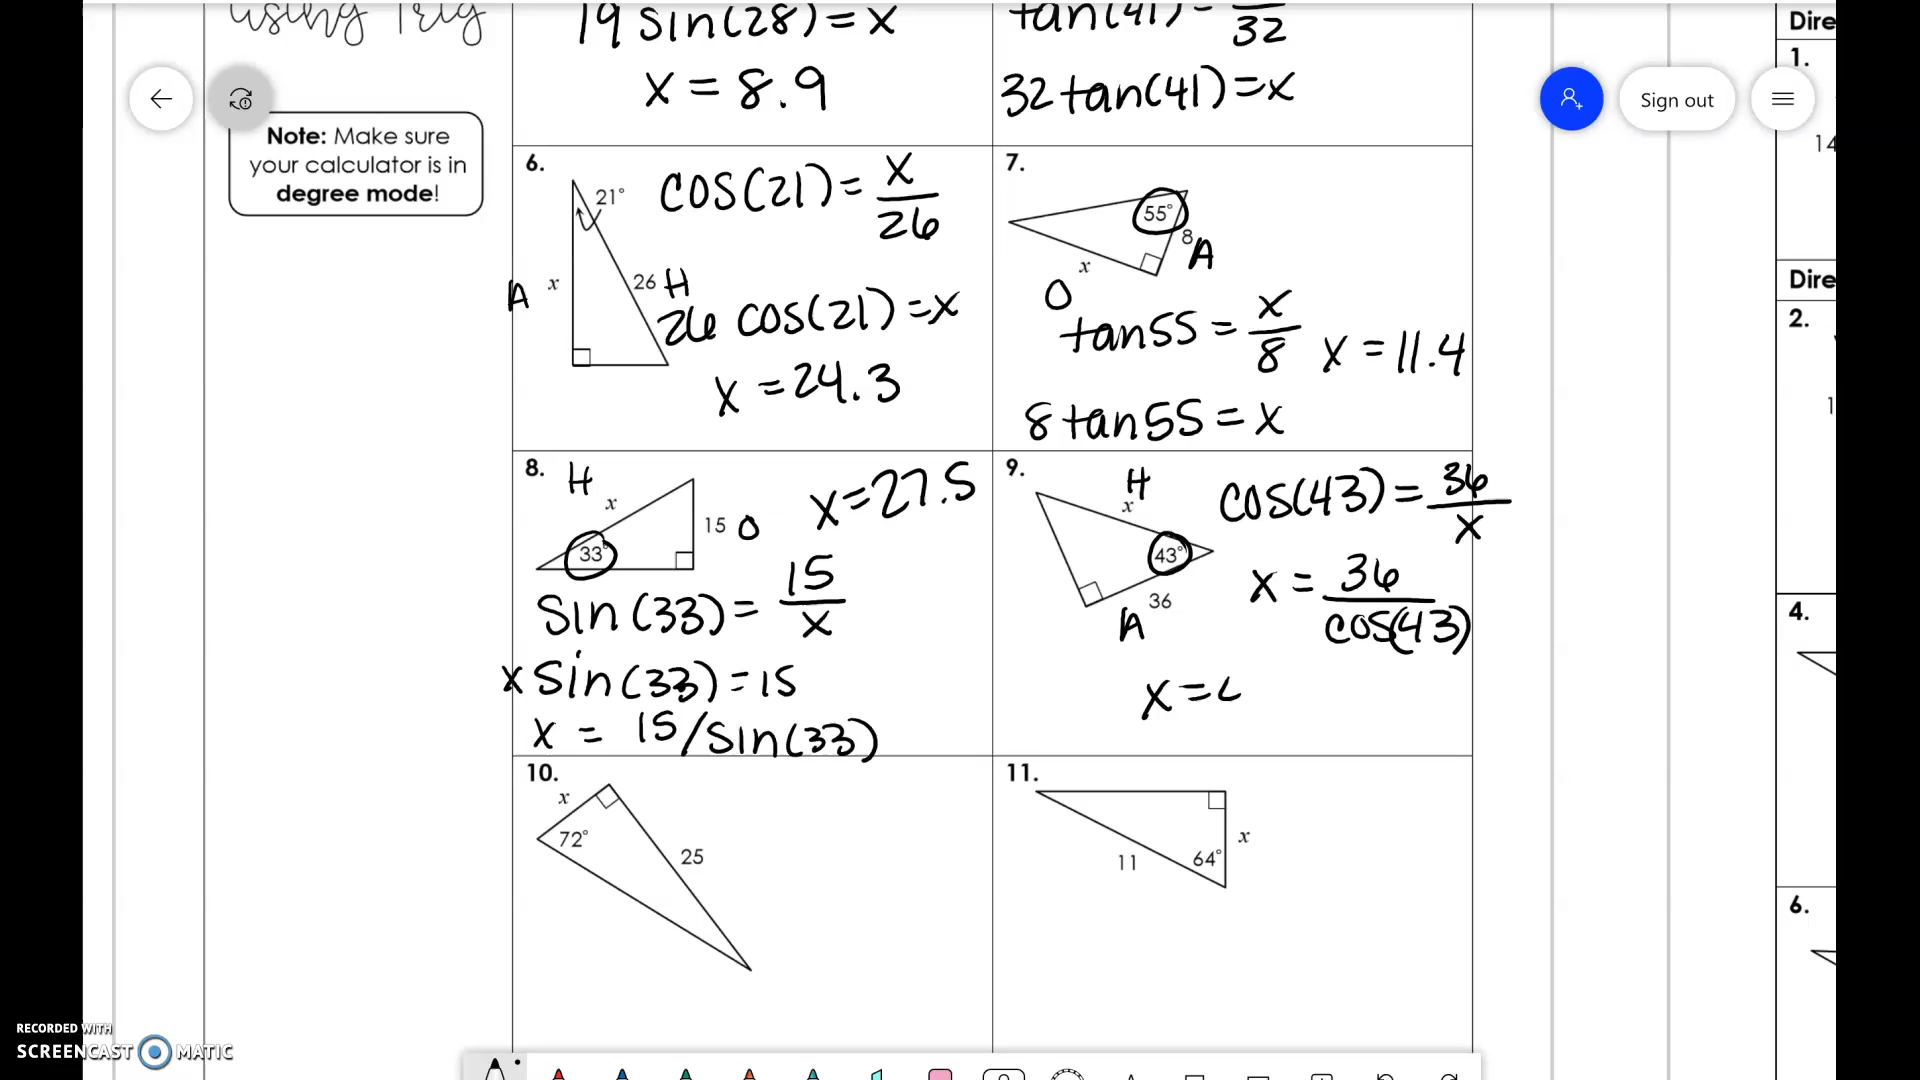 using Trig
19 sin(28) = x
x = 8.9
tan(41) =
32
32 tan(41) = x
Note: Make sure
your calculator is in
degree mode!
Sign out
Dire
1.
14
6.
21°
x
26
A
H
cos(21) = x/26
26 cos(21) = x
x = 24.3
7.
55°
8
x
A
O
tan55 = x/8
x = 11.4
8 tan55 = x
Dire
2.
1
8.
H
x
15
O
33°
x = 27.5
sin(33) = 15/x
x sin(33) = 15
x = 15/sin(33)
9.
H
x
43°
36
A
cos(43) = 36/x
x = 36/cos(43)
x =
4.
10.
x
72°
25
11.
x
11
64°
6.
RECORDED WITH
SCREENCAST MATIC